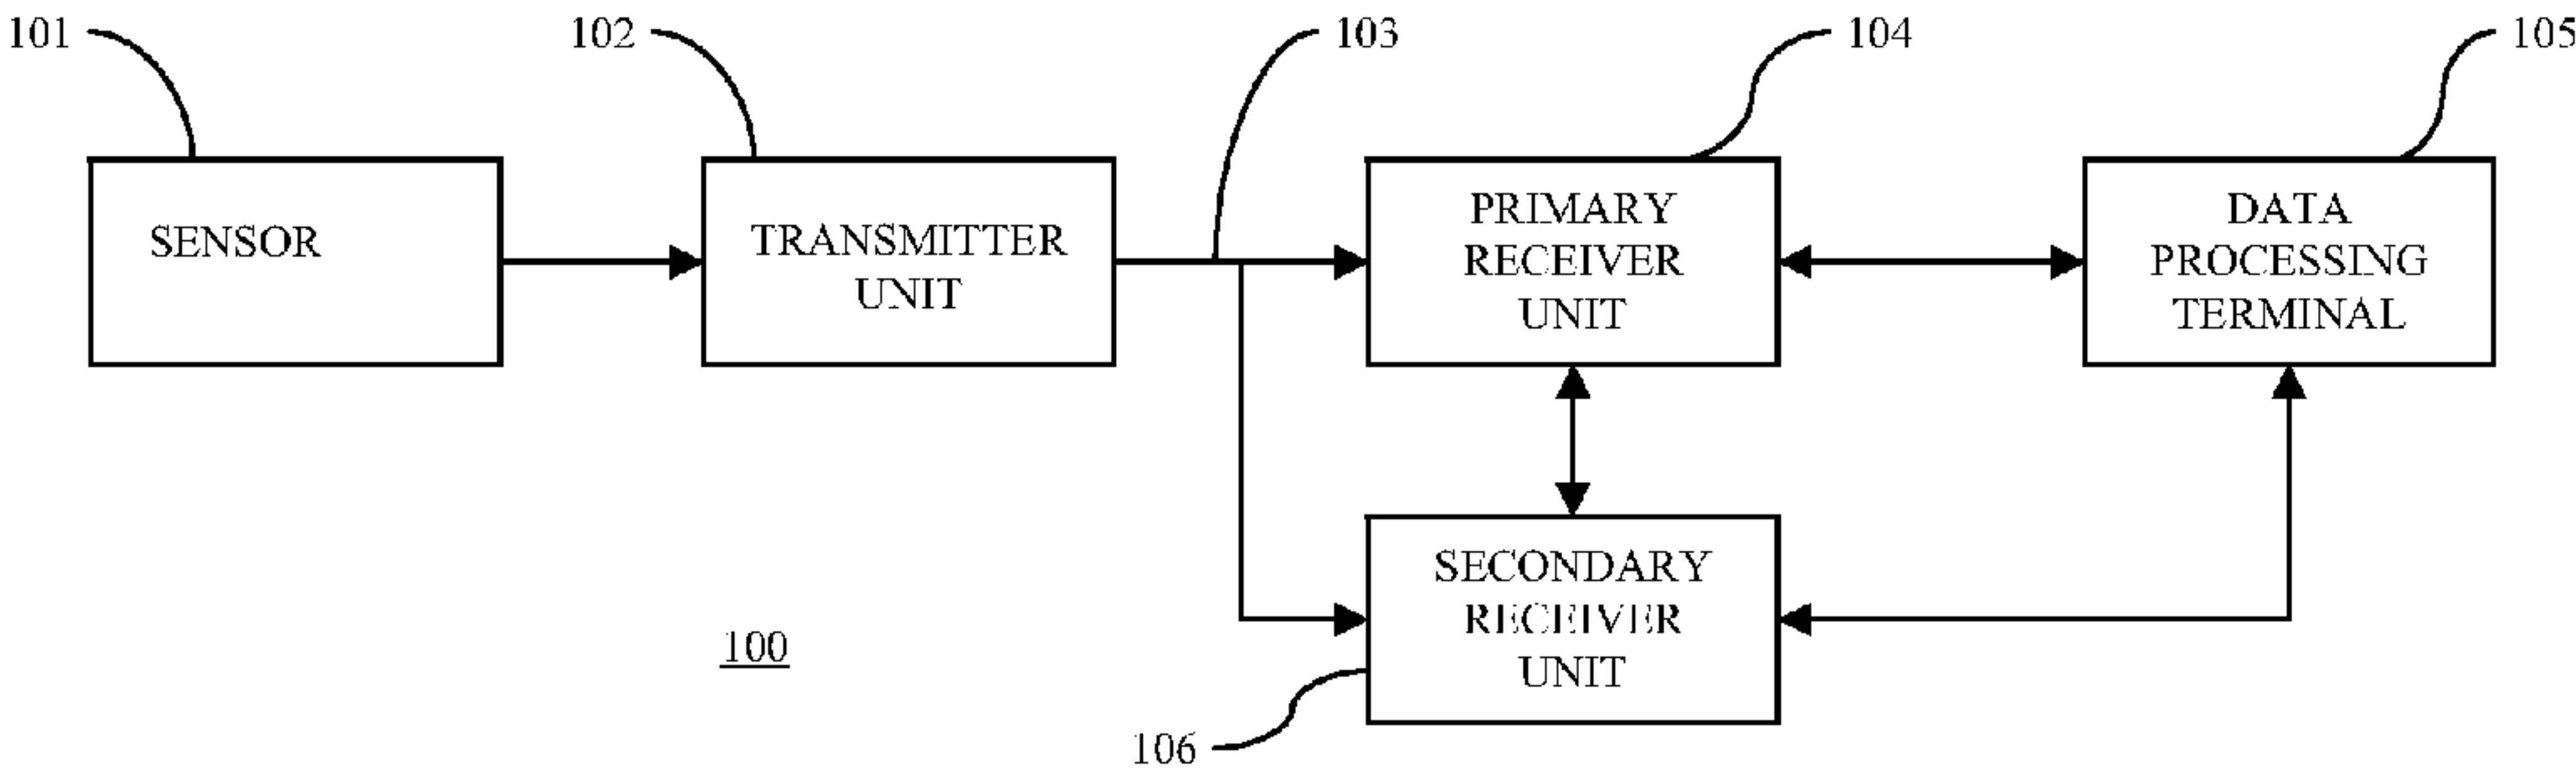 101
102
103
104
105
SENSOR
TRANSMITTER
UNIT
PRIMARY
RECEIVER
UNIT
DATA
PROCESSING
TERMINAL
SECONDARY
RECEIVER
UNIT
100
106